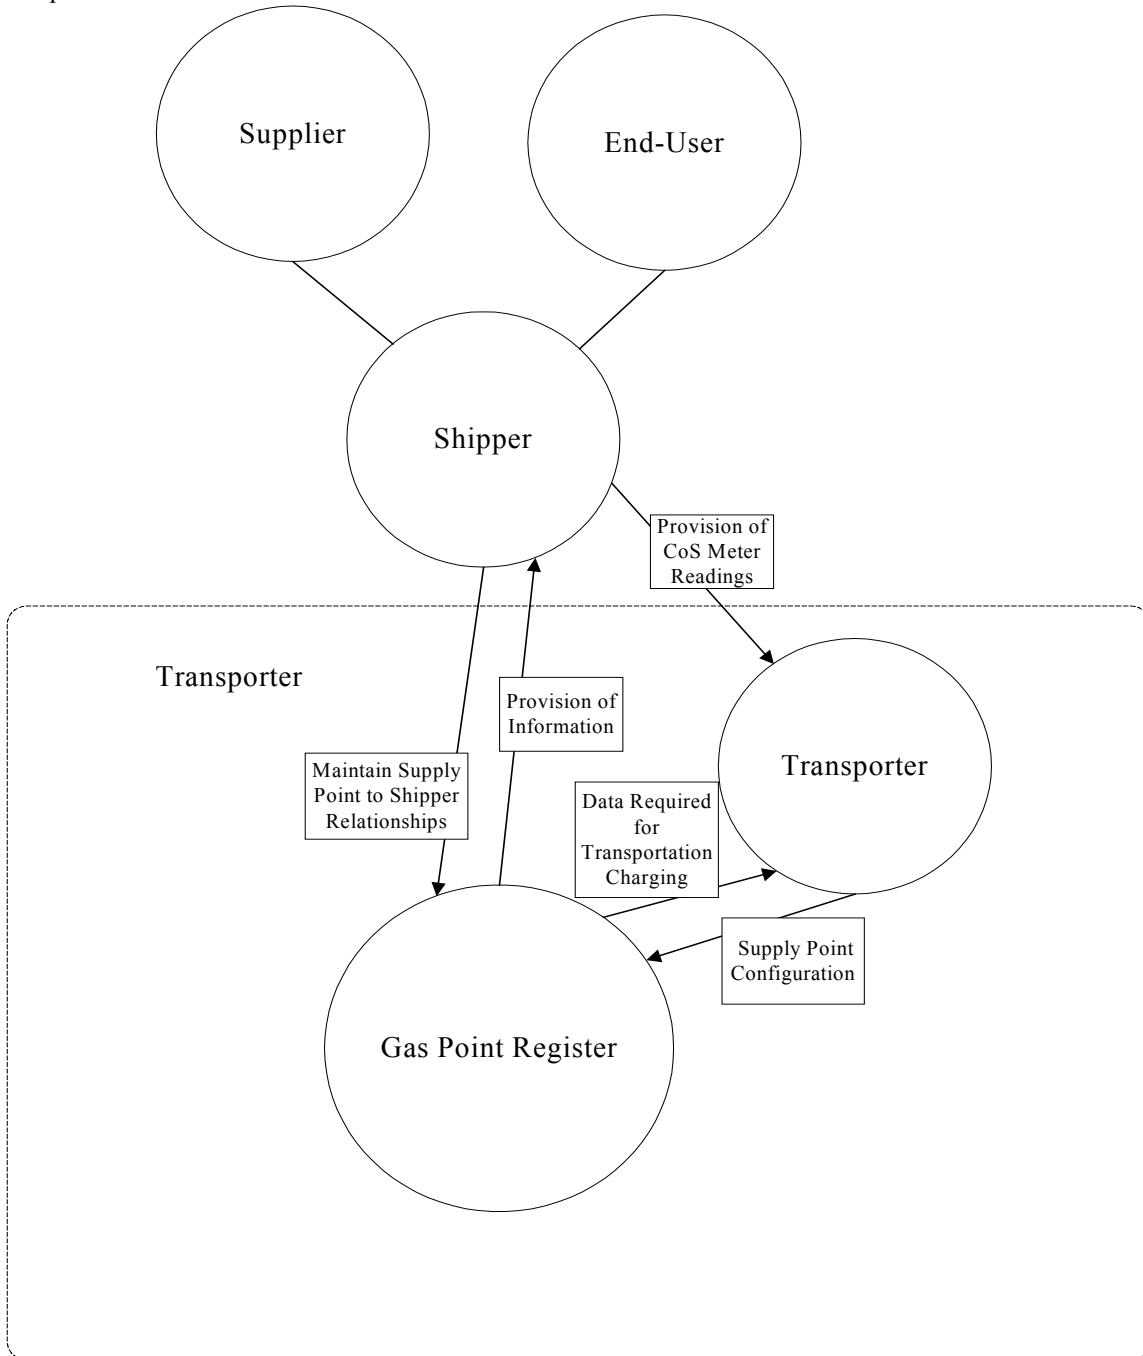 Supplier
End-User
Shipper
Provision of
CoS Meter
Readings
Transporter
Provision of
Information
Transporter
Maintain Supply
Point to Shipper
Relationships
Data Required
for
Transportation
Charging
Supply Point
Configuration
Gas Point Register